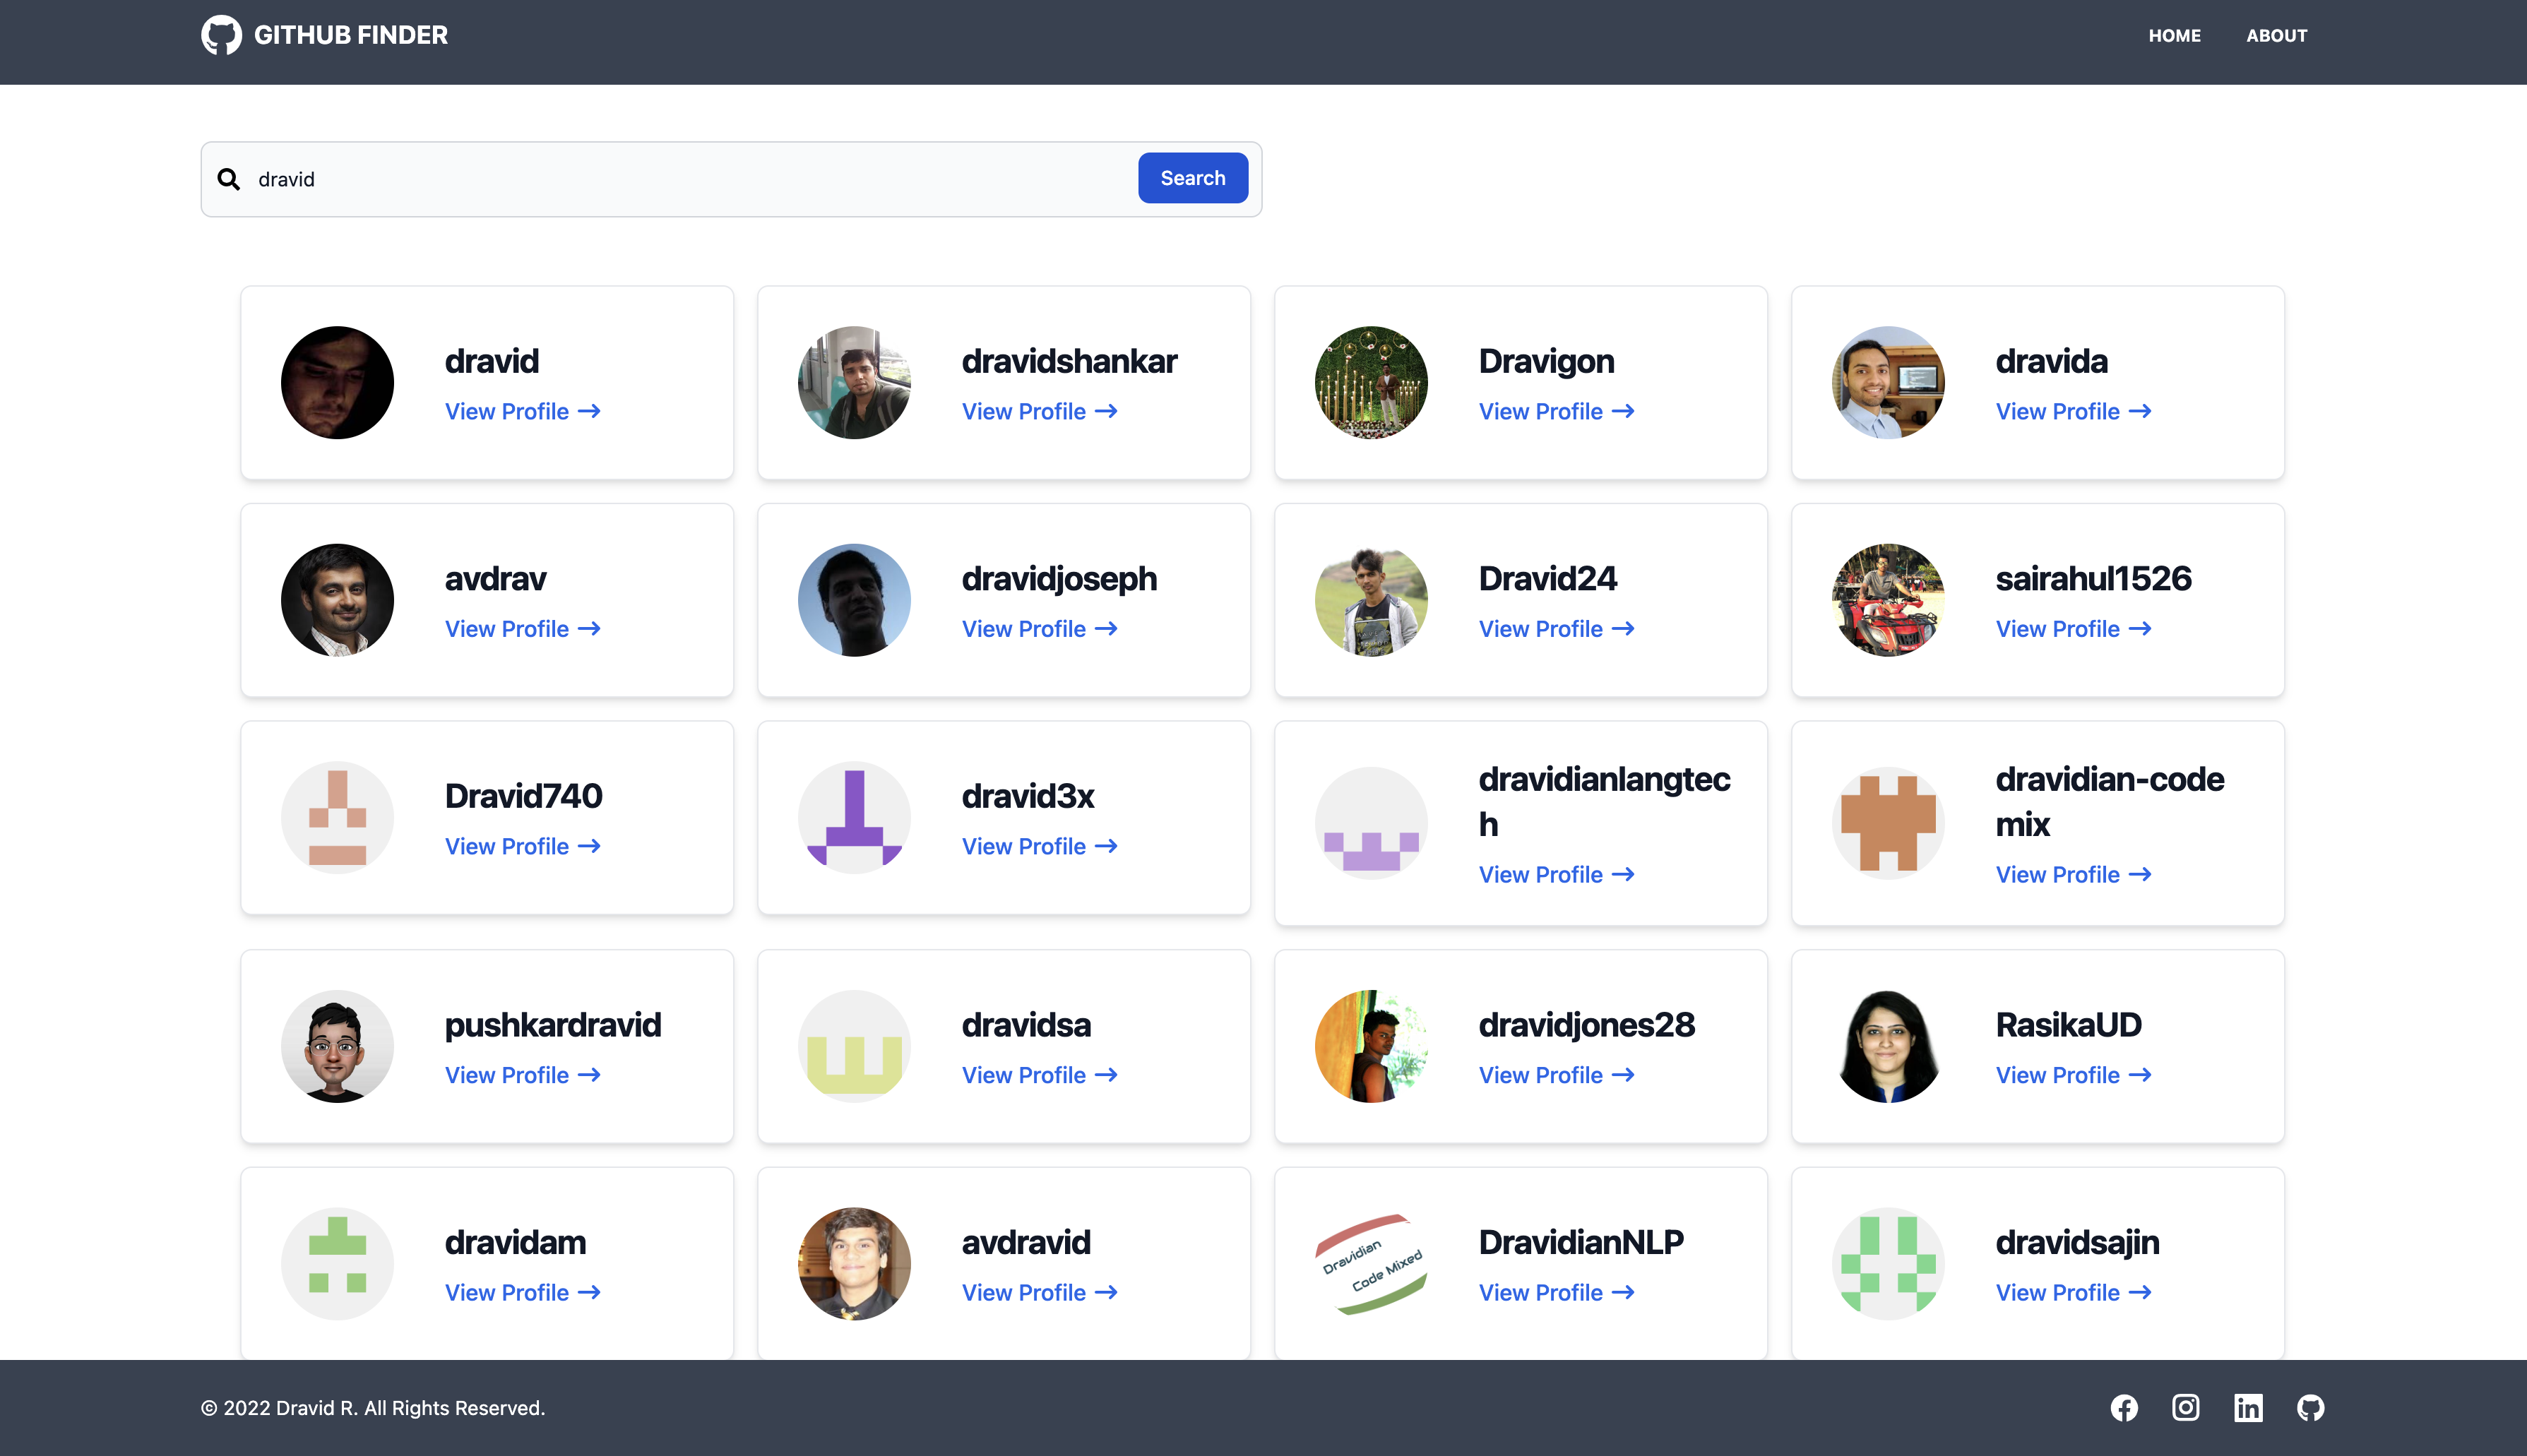 GITHUB FINDER
HOME
ABOUT
dravid
Search
dravid
View Profile →
dravidshankar
View Profile →
Dravigon
View Profile →
dravida
View Profile →
avdrav
View Profile →
dravidjoseph
View Profile →
Dravid24
View Profile →
sairahul1526
View Profile →
Dravid740
View Profile →
dravid3x
View Profile →
dravidianlangtec
h
View Profile →
dravidian-code
mix
View Profile →
pushkardravid
View Profile →
dravidsa
View Profile →
dravidjones28
View Profile →
RasikaUD
View Profile →
dravidam
View Profile →
avdravid
View Profile →
Dravidian
Code Mixed
DravidianNLP
View Profile →
dravidsajin
View Profile →
© 2022 Dravid R. All Rights Reserved.